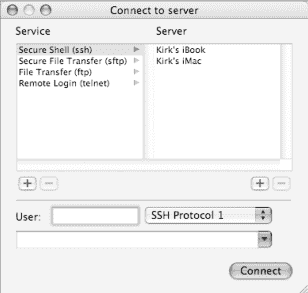 Connect to server
Service Server
Secure Shell (ssh) Kirk's iBook
Secure File Transfer (sftp) Kirk's iMac
File Transfer (ftp)
Remote Login (telnet)
User: SSH Protocol 1
Connect